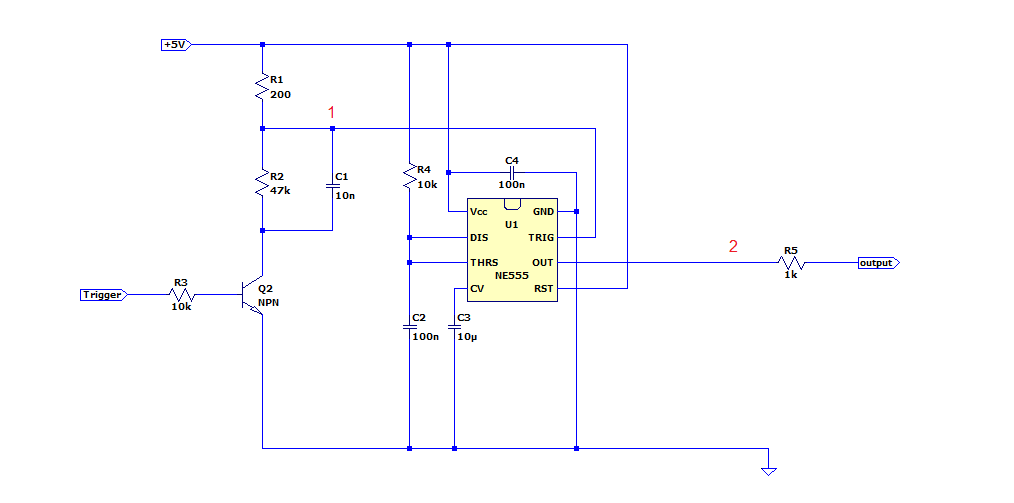 +5V
R1
200
1
R2
47k
C1
10n
R4
10k
C4
100n
Vcc
GND
U1
DIS
TRIG
THRS
OUT
NE555
CV
RST
2
R5
1k
output
Trigger
R3
10k
Q2
NPN
C2
100n
C3
10µ